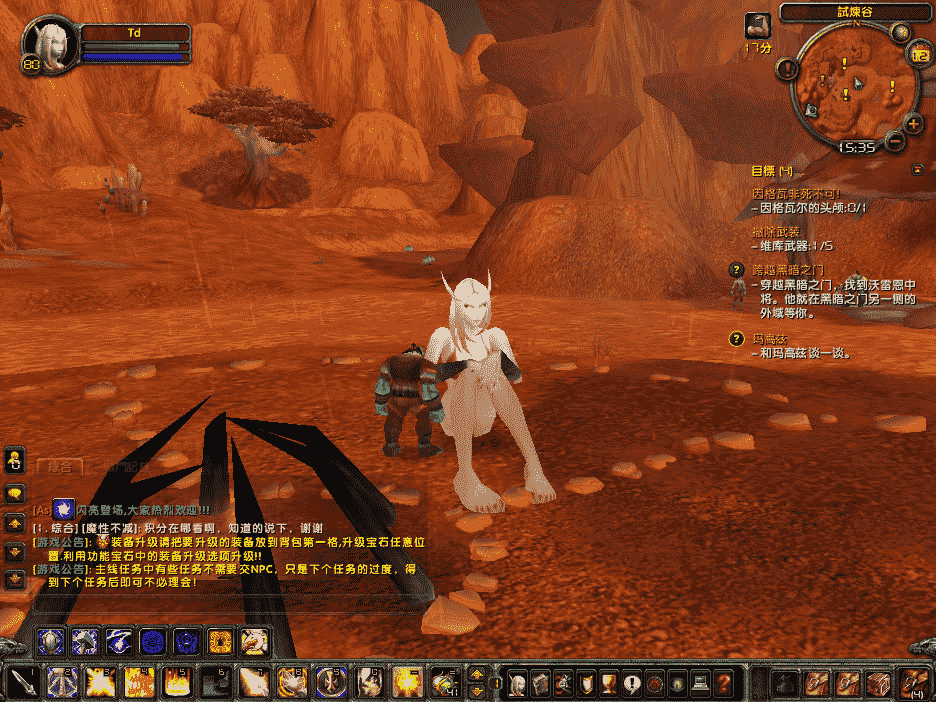 Td
80
試煉谷
N
17分
12
15:35
目標 (4)
因格瓦非死不可!
-因格瓦尔的头颅:0/1
撤除武装
-维库武器:1/5
跨越黑暗之门
-穿越黑暗之门，找到沃雷恩中
将。他就在黑暗之门另一侧的
外域等你。
玛高兹
-和玛高兹谈一谈。
综合
[As
闪亮登场,大家热烈欢迎!!!
[1. 综合] [魔性不减]: 积分在哪看啊，知道的说下，谢谢
[游戏公告]: 装备升级请把要升级的装备放到背包第一格,升级宝石任意位
置.利用功能宝石中的装备升级选项升级!!
[游戏公告]: 主线任务中有些任务不需要交NPC，只是下个任务的过度，得
到下个任务后即可不必理会!
41
1
(4)